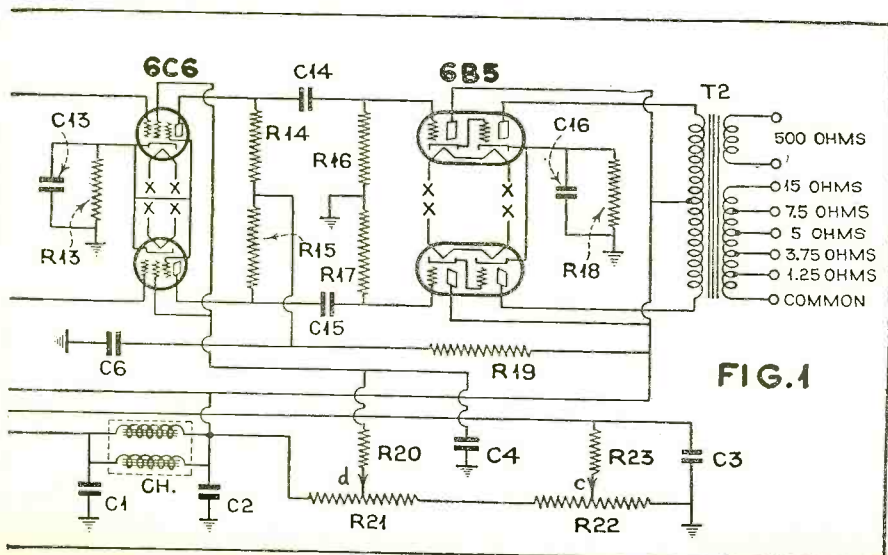 6C6
6B5
C14
T2
C13
R14
R16
C16
500 OHMS
15 OHMS
7.5 OHMS
5 OHMS
3.75 OHMS
1.25 OHMS
COMMON
R13
R15
R17
R18
C15
C6
R19
FIG.1
X X
X X
X X
X X
R20
C4
R23
C3
d
c
C1
CH.
C2
R21
R22